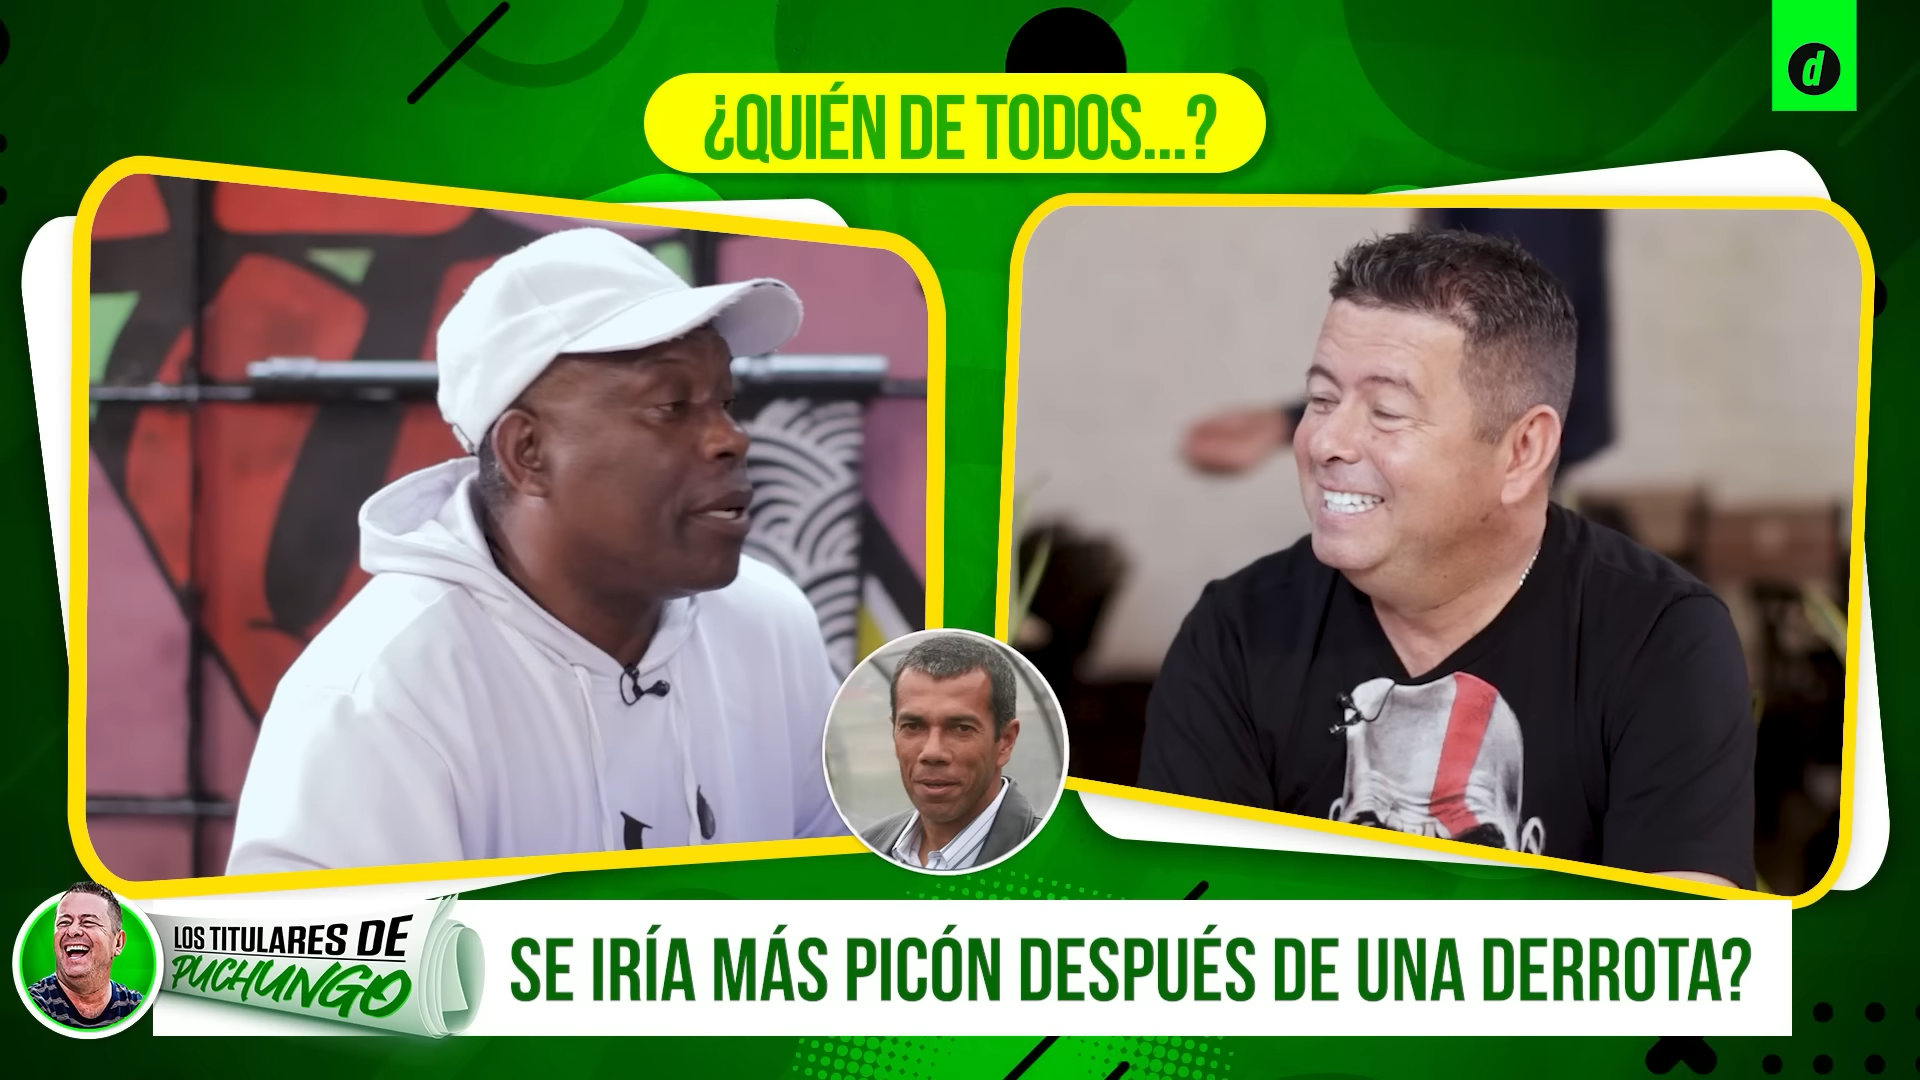 d
¿QUIÉN DE TODOS...?
LOS TITULARES DE
PUCHUNGO
SE IRÍA MÁS PICÓN DESPUÉS DE UNA DERROTA?